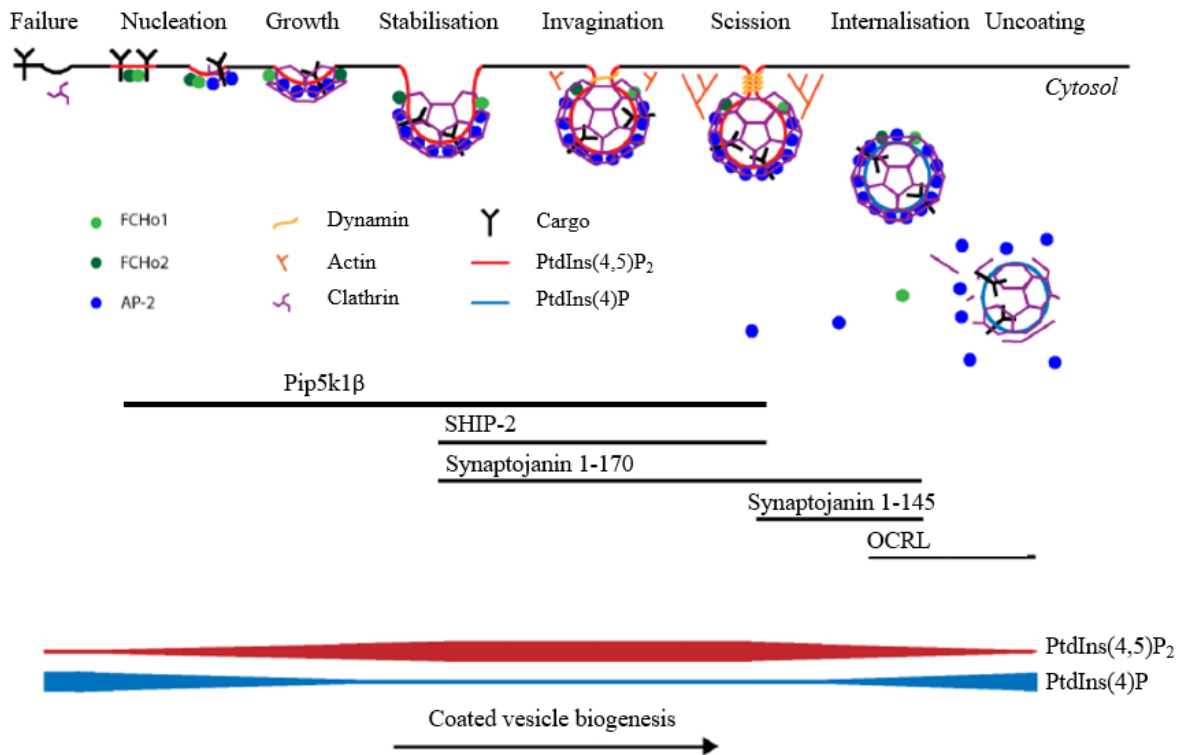 Failure Nucleation Growth Stabilisation Invagination Scission Internalisation Uncoating
Cytosol
FCHo1 Dynamin Cargo
FCHo2 Actin PtdIns(4,5)P₂
AP-2 Clathrin PtdIns(4)P
Pip5k1β
SHIP-2
Synaptojanin 1-170
Synaptojanin 1-145
OCRL
PtdIns(4,5)P₂
PtdIns(4)P
Coated vesicle biogenesis